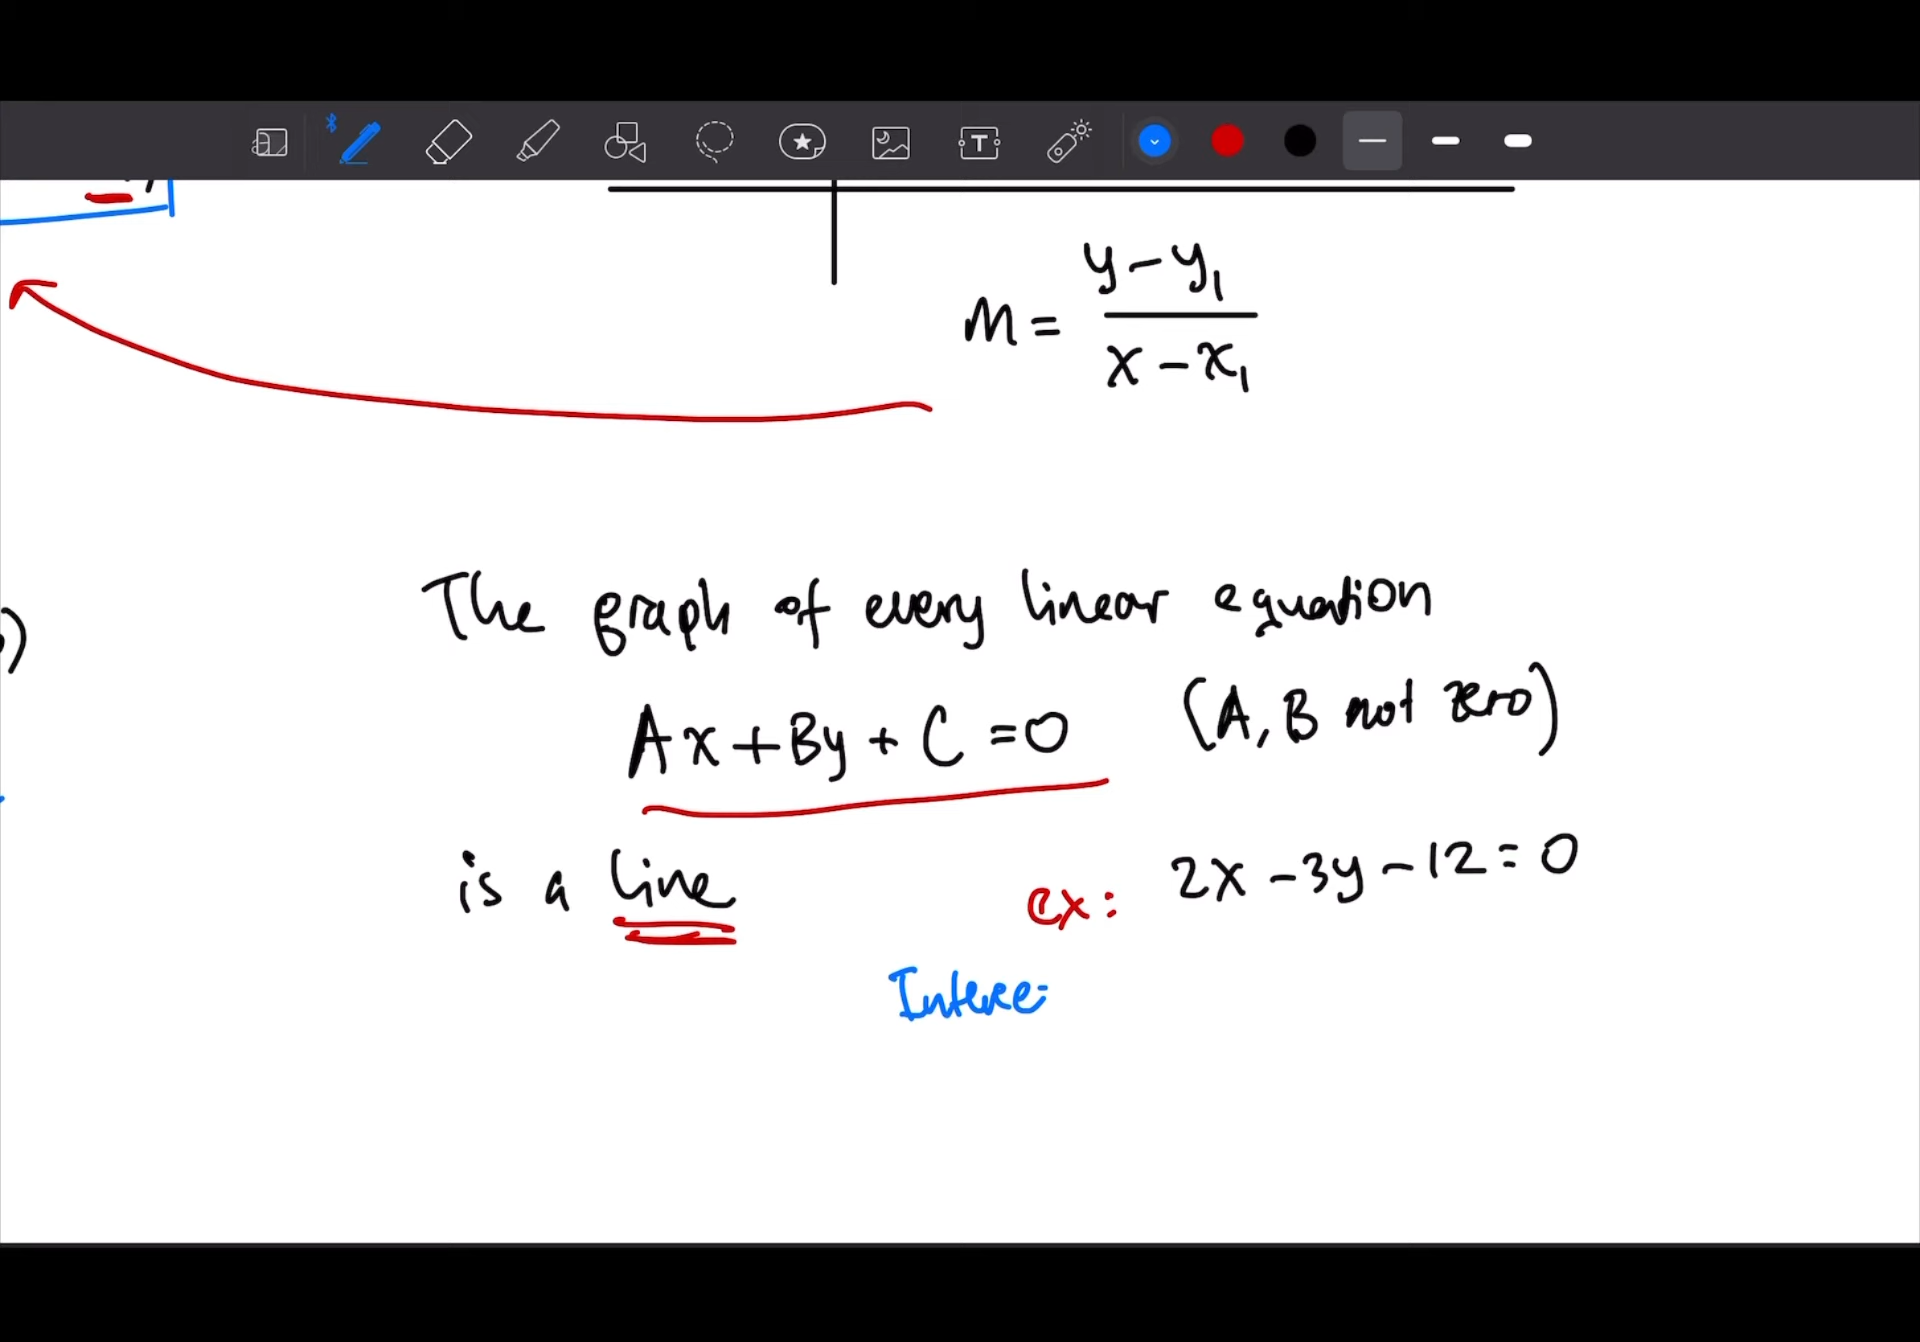 m = y - y₁ / x - x₁
The graph of every linear equation
Ax + By + C = 0 (A, B not zero)
is a line
ex: 2x - 3y - 12 = 0